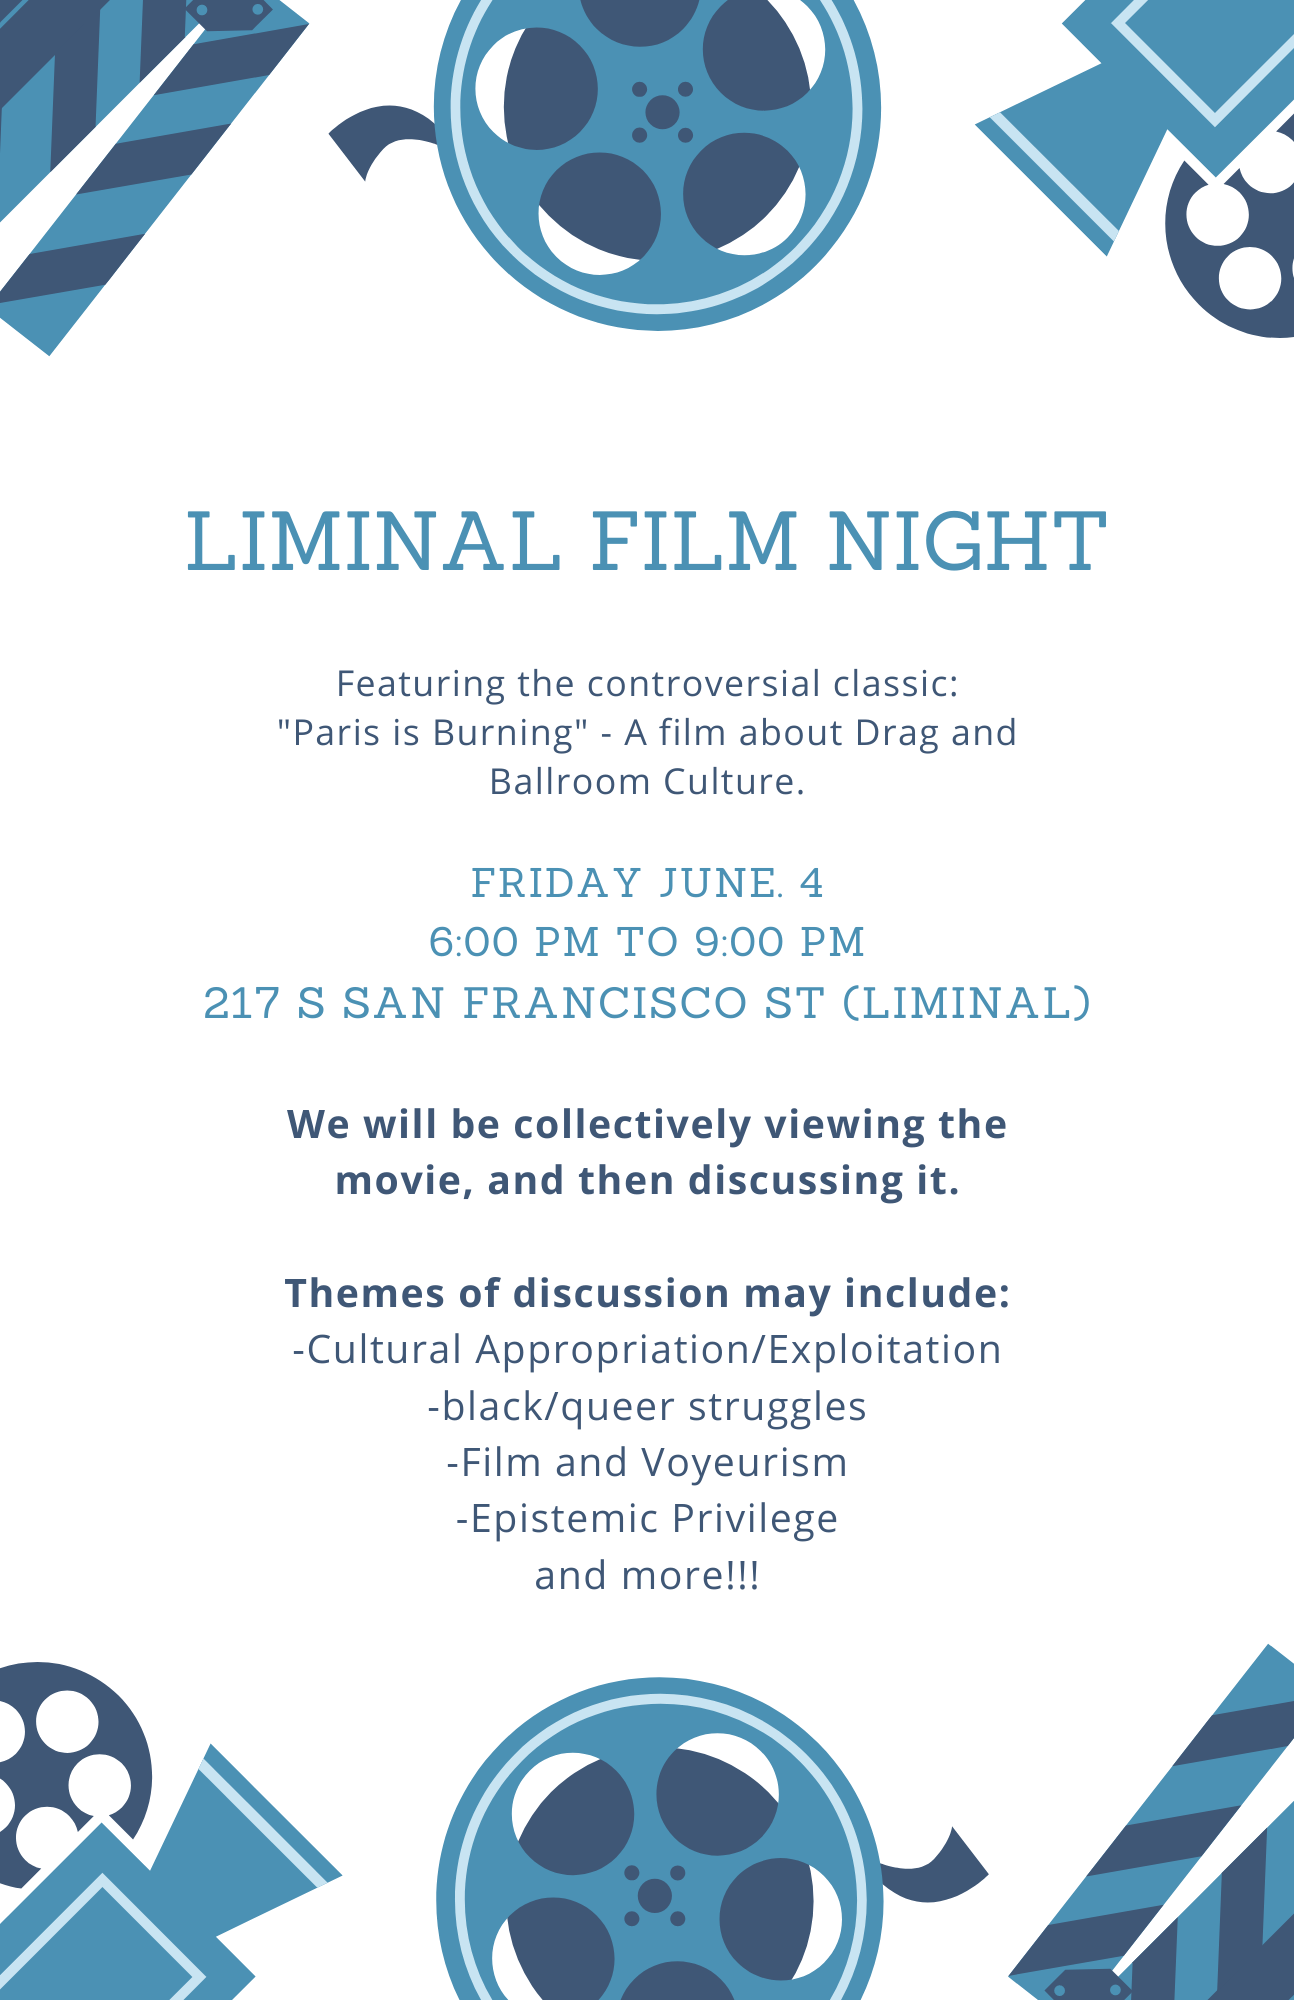 LIMINAL FILM NIGHT
Featuring the controversial classic:
"Paris is Burning" - A film about Drag and
Ballroom Culture.
FRIDAY JUNE. 4
6:00 PM TO 9:00 PM
217 S SAN FRANCISCO ST (LIMINAL)
We will be collectively viewing the
movie, and then discussing it.
Themes of discussion may include:
-Cultural Appropriation/Exploitation
-black/queer struggles
-Film and Voyeurism
-Epistemic Privilege
and more!!!